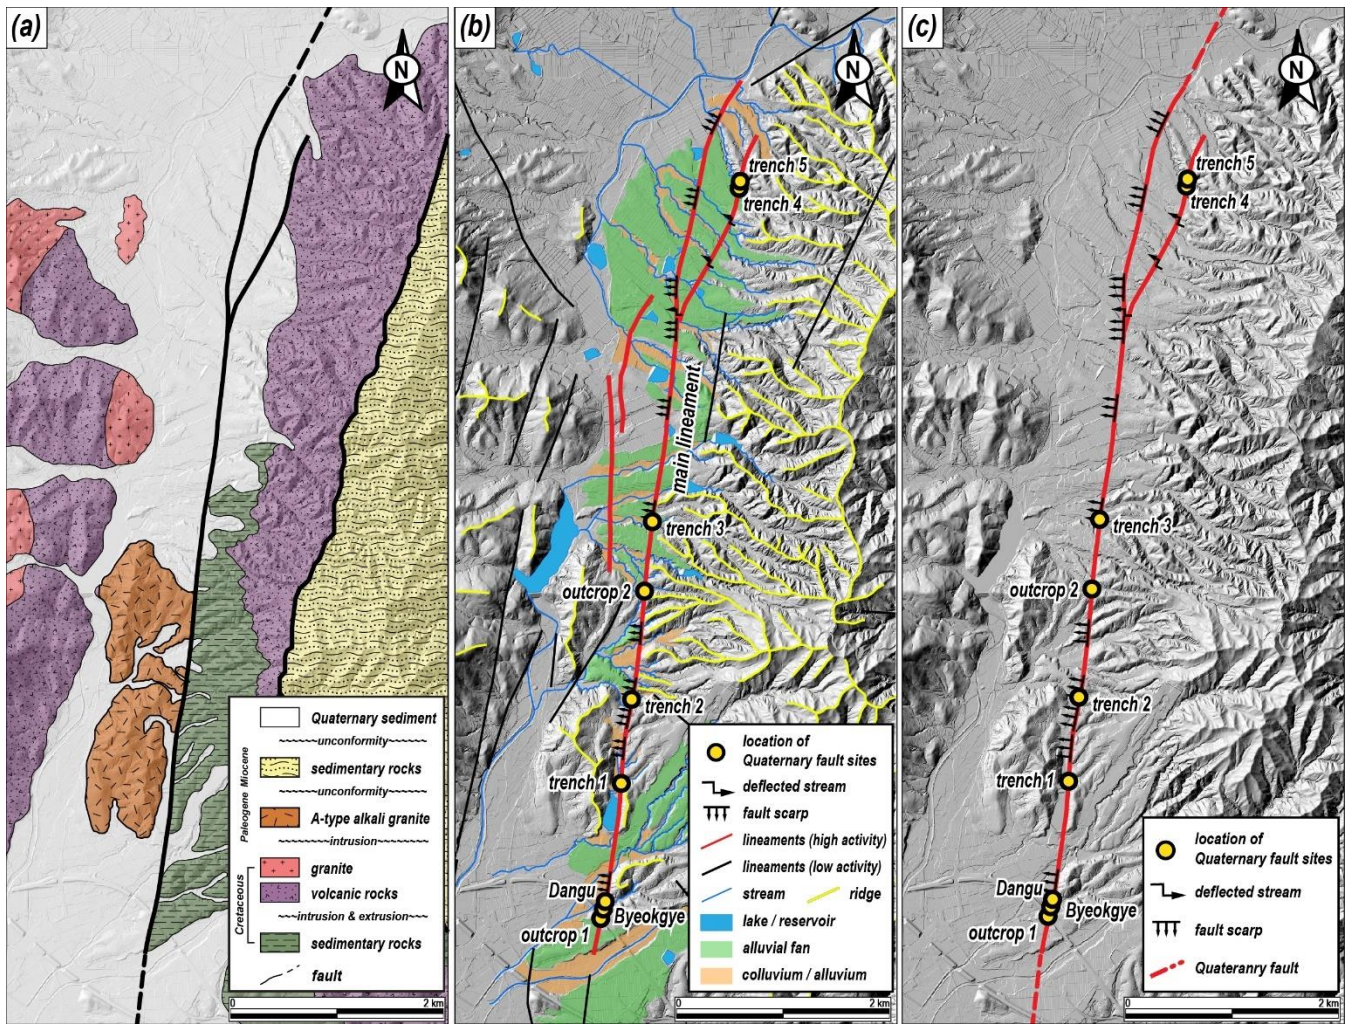 (a)
N
Quaternary sediment
unconformity
Miocene
sedimentary rocks
unconformity
Paleogene
A-type alkali granite
intrusion
Cretaceous
granite
volcanic rocks
intrusion & extrusion
sedimentary rocks
fault
0 2 km
(b)
N
trench 5
trench 4
main lineament
trench 3
outcrop 2
trench 2
trench 1
Dangu
Byeokgye
outcrop 1
location of
Quaternary fault sites
deflected stream
fault scarp
lineaments (high activity)
lineaments (low activity)
stream ridge
lake / reservoir
alluvial fan
colluvium / alluvium
0 2 km
(c)
N
trench 5
trench 4
trench 3
outcrop 2
trench 2
trench 1
Dangu
Byeokgye
outcrop 1
location of
Quaternary fault sites
deflected stream
fault scarp
Quateranry fault
0 2 km